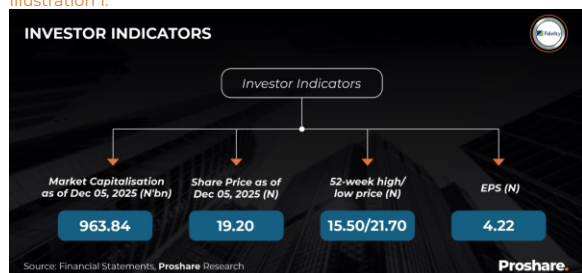 Illustration 1:
INVESTOR INDICATORS
Fidelity
Investor Indicators
Market Capitalisation
as of Dec 05, 2025 (N'bn)
963.84
Share Price as of
Dec 05, 2025 (N)
19.20
52-week high/
low price (N)
15.50/21.70
EPS (N)
4.22
Source: Financial Statements, Proshare Research
Proshare.